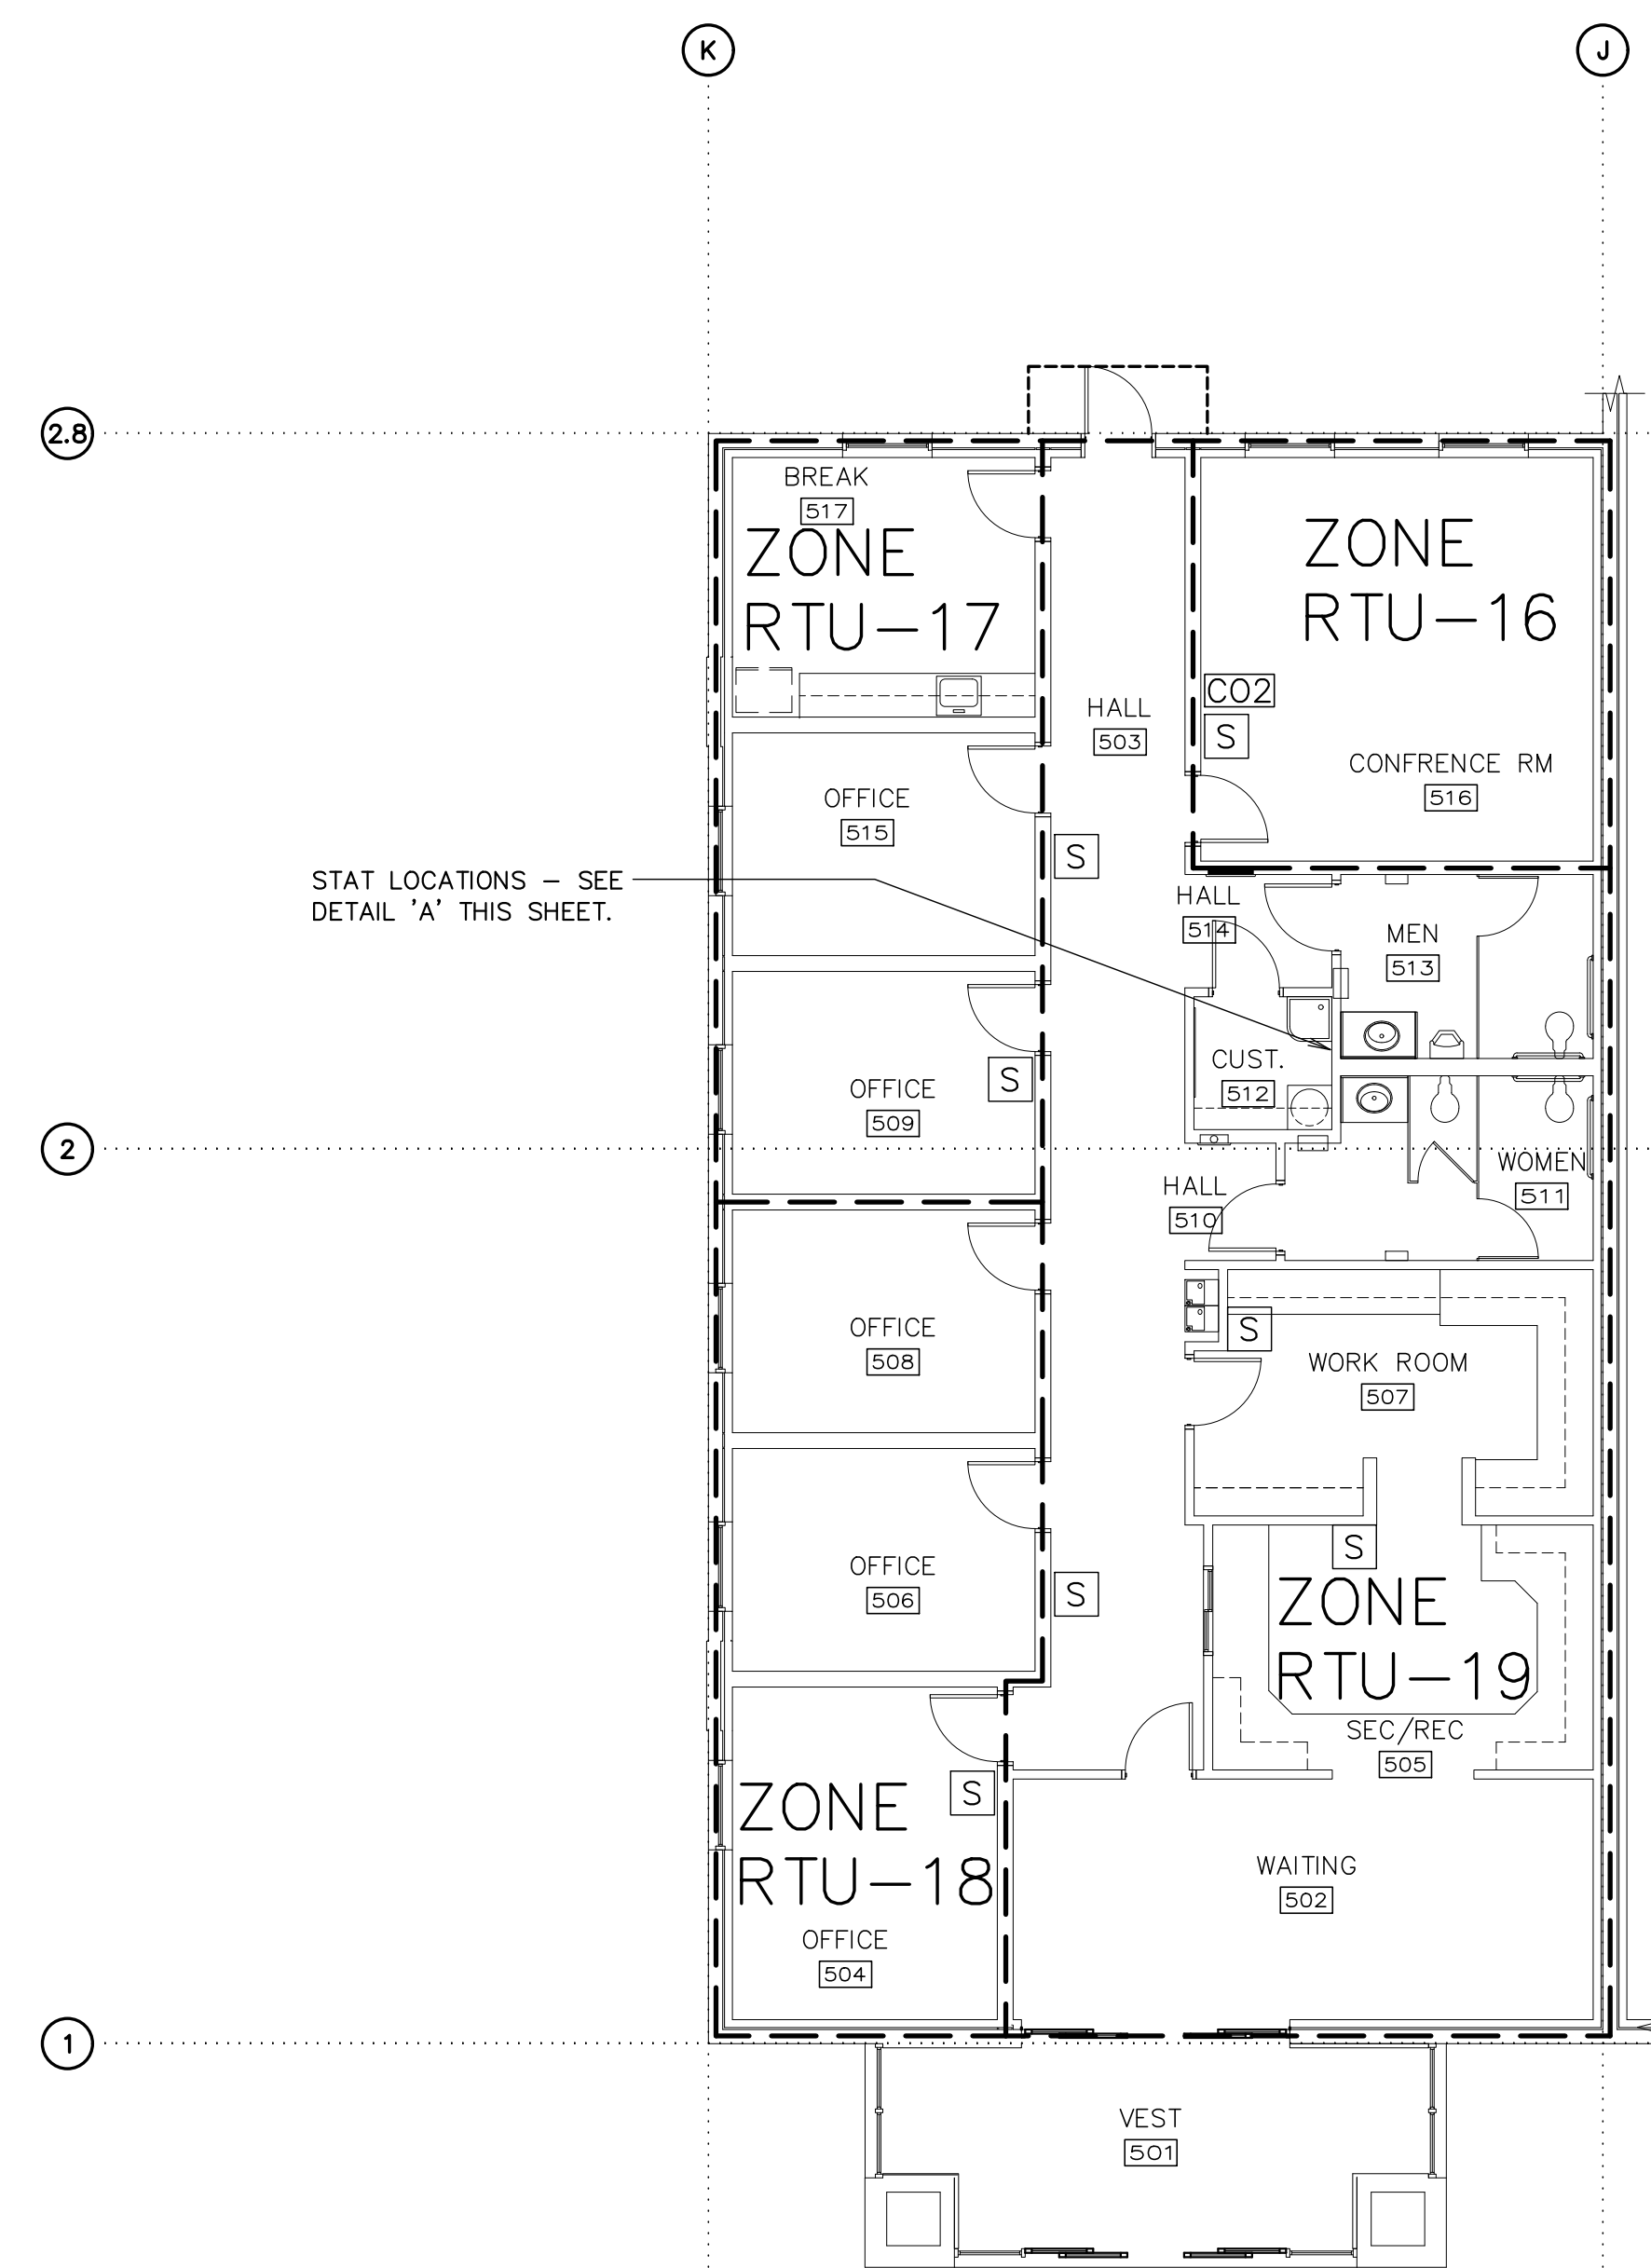 K
J
2.8
BREAK
517
ZONE
RTU-17
ZONE
RTU-16
CO2
S
HALL
503
CONFRENCE RM
516
OFFICE
515
S
STAT LOCATIONS – SEE
DETAIL 'A' THIS SHEET.
HALL
514
MEN
513
CUST.
512
OFFICE
509
S
2
WOMEN
511
HALL
510
OFFICE
508
S
WORK ROOM
507
OFFICE
506
S
S
ZONE
RTU-19
SEC/REC
505
ZONE
RTU-18
S
OFFICE
504
WAITING
502
1
VEST
501